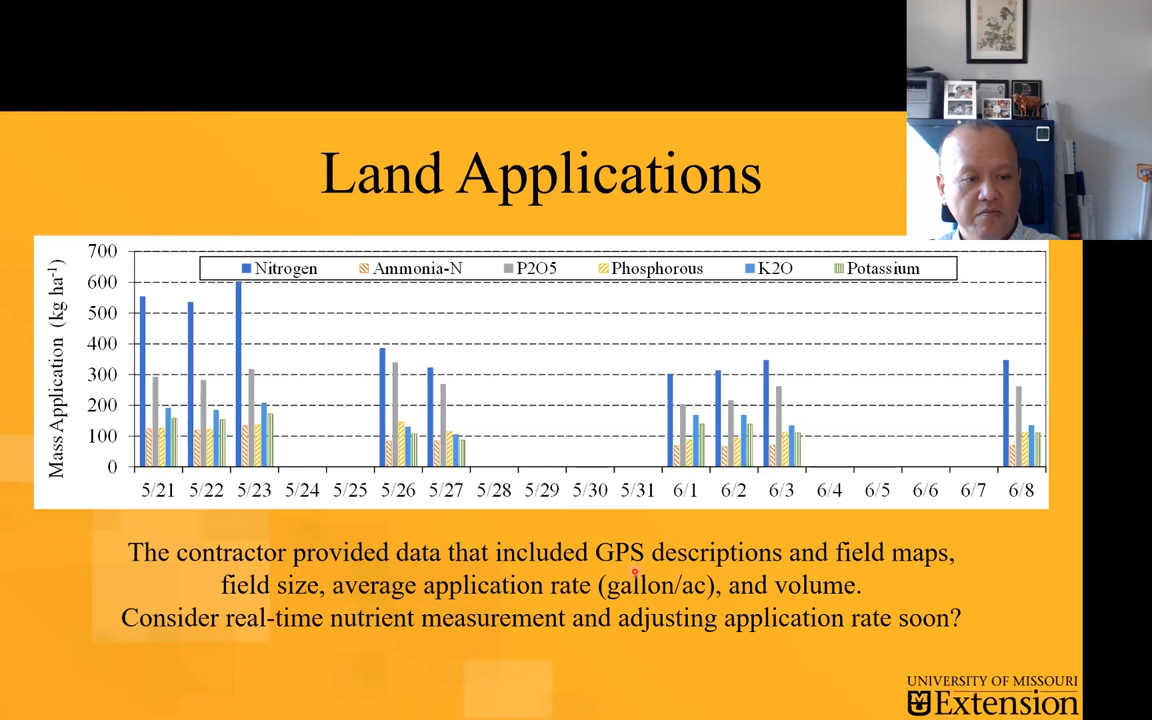 Land Applications
700
600
500
400
300
200
100
0
Mass Application (kg ha⁻¹)
Nitrogen Ammonia-N P2O5 Phosphorous K2O Potassium
5/21 5/22 5/23 5/24 5/25 5/26 5/27 5/28 5/29 5/30 5/31 6/1 6/2 6/3 6/4 6/5 6/6 6/7 6/8
The contractor provided data that included GPS descriptions and field maps,
field size, average application rate (gallon/ac), and volume.
Consider real-time nutrient measurement and adjusting application rate soon?
UNIVERSITY OF MISSOURI
Extension